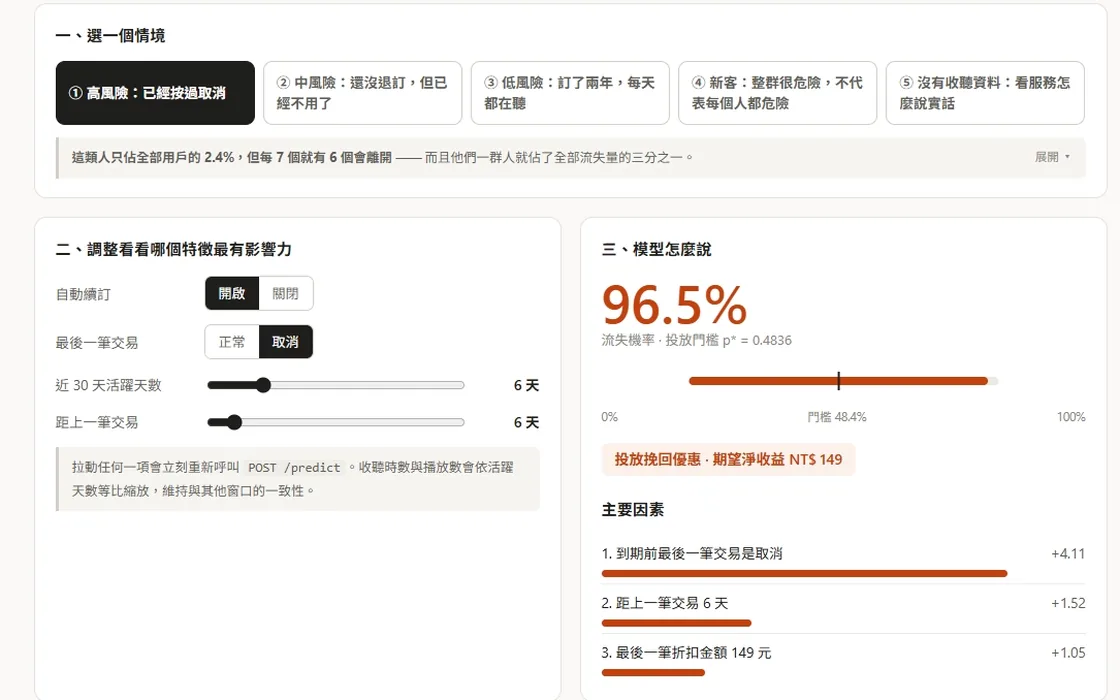 一、選一個情境
① 高風險：已經按過取消
② 中風險：還沒退訂，但已
經不用了
③ 低風險：訂了兩年，每天
都在聽
④ 新客：整群很危險，不代
表每個人都危險
⑤ 沒有收聽資料：看服務怎
麼說實話
這類人只佔全部用戶的 2.4%，但每 7 個就有 6 個會離開 —— 而且他們一群人就佔了全部流失量的三分之一。
展開
二、調整看看哪個特徵最有影響力
自動續訂
開啟
關閉
最後一筆交易
正常
取消
近 30 天活躍天數
6 天
距上一筆交易
6 天
拉動任何一項會立刻重新呼叫 POST /predict 。收聽時數與播放數會依活躍
天數等比縮放，維持與其他窗口的一致性。
三、模型怎麼說
96.5%
流失機率 · 投放門檻 p* = 0.4836
0%
門檻 48.4%
100%
投放挽回優惠 · 期望淨收益 NT$ 149
主要因素
1. 到期前最後一筆交易是取消
+4.11
2. 距上一筆交易 6 天
+1.52
3. 最後一筆折扣金額 149 元
+1.05